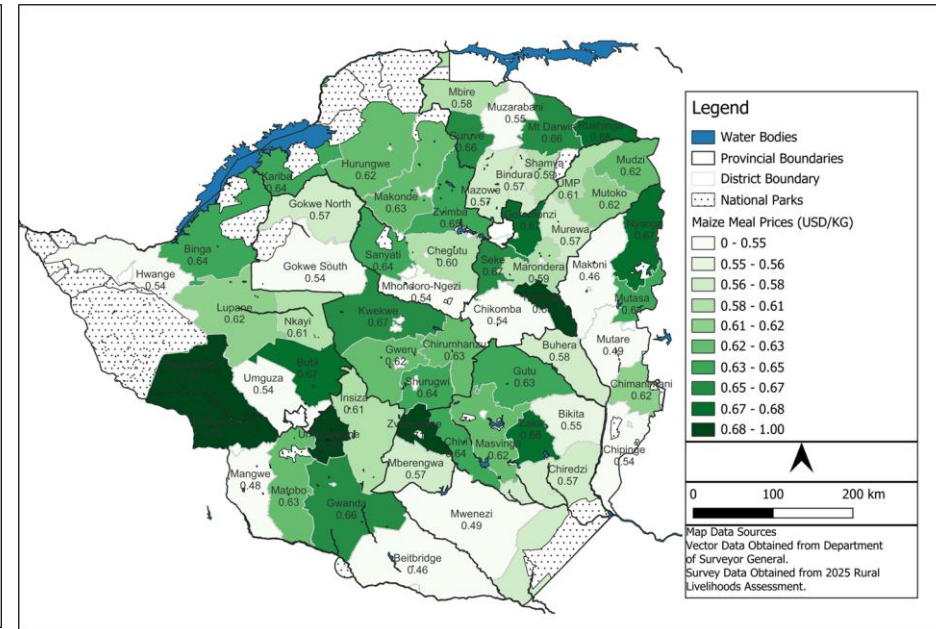 Mbire
0.58
Muzarabani
0.55
Guruve
0.66
Mt Darwin
0.66
Hurungwe
0.62
Kariba
0.64
Makonde
0.63
Zvimba
0.65
Mazowe
0.57
Bindura
0.57
Shamva
0.59
UMP
0.61
Mudzi
0.62
Mutoko
0.62
Murewa
0.57
Gokwe North
0.57
Binga
0.64
Hwange
0.54
Gokwe South
0.54
Sanyati
0.64
Chegutu
0.60
Mhondoro-Ngezi
0.54
Seke
0.67
Marondera
0.59
Makoni
0.46
Nyanga
0.67
Mutasa
Chikomba
0.54
Mutare
0.49
Lupane
0.62
Nkayi
0.61
Kwekwe
0.67
Gweru
0.62
Chirumhanzu
0.63
Buhera
0.58
Chimanimani
0.62
Bubi
0.67
Umguza
0.54
Insiza
0.61
Shurugwi
0.64
Gutu
0.63
Bikita
0.55
Chipinge
0.54
Mberengwa
0.57
Chivi
0.64
Masvingo
0.62
Chiredzi
0.57
Mangwe
0.48
Matobo
0.63
Gwanda
0.66
Mwenezi
0.49
Beitbridge
0.46
Legend
Water Bodies
Provincial Boundaries
District Boundary
National Parks
Maize Meal Prices (USD/KG)
0 - 0.55
0.55 - 0.56
0.56 - 0.58
0.58 - 0.61
0.61 - 0.62
0.62 - 0.63
0.63 - 0.65
0.65 - 0.67
0.67 - 0.68
0.68 - 1.00
0 100 200 km
Map Data Sources
Vector Data Obtained from Department
of Surveyor General.
Survey Data Obtained from 2025 Rural
Livelihoods Assessment.